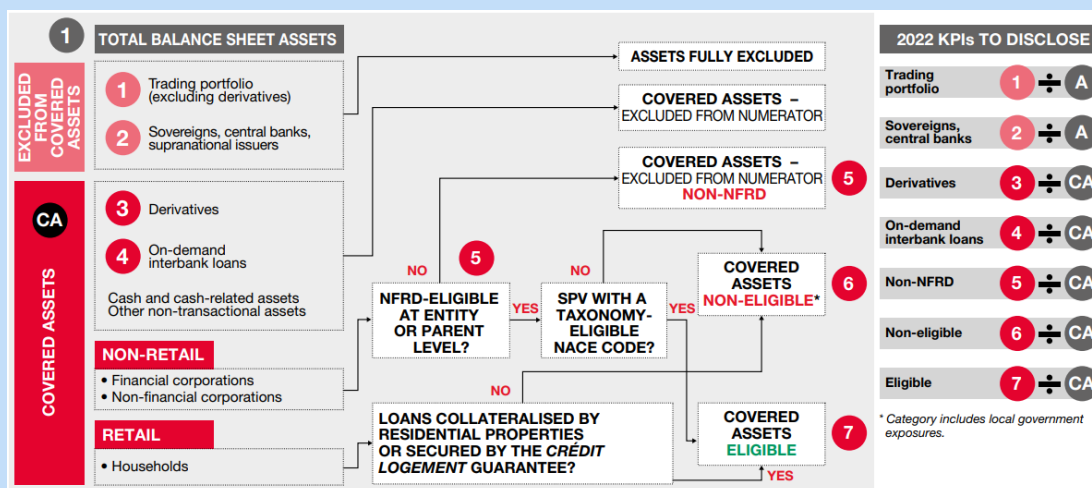 1
TOTAL BALANCE SHEET ASSETS
EXCLUDED
FROM
COVERED
ASSETS
1
Trading portfolio
(excluding derivatives)
2
Sovereigns, central banks,
supranational issuers
CA
COVERED ASSETS
3
Derivatives
4
On-demand
interbank loans
Cash and cash-related assets
Other non-transactional assets
NON-RETAIL
• Financial corporations
• Non-financial corporations
RETAIL
• Households
ASSETS FULLY EXCLUDED
COVERED ASSETS –
EXCLUDED FROM NUMERATOR
COVERED ASSETS –
EXCLUDED FROM NUMERATOR
NON-NFRD
5
5
NO
NFRD-ELIGIBLE
AT ENTITY
OR PARENT
LEVEL?
YES
NO
SPV WITH A
TAXONOMY-
ELIGIBLE
NACE CODE?
YES
COVERED
ASSETS
NON-ELIGIBLE*
6
NO
LOANS COLLATERALISED BY
RESIDENTIAL PROPERTIES
OR SECURED BY THE CRÉDIT
LOGEMENT GUARANTEE?
YES
COVERED
ASSETS
ELIGIBLE
7
2022 KPIs TO DISCLOSE
Trading
portfolio
1 ÷ A
Sovereigns,
central banks
2 ÷ A
Derivatives
3 ÷ CA
On-demand
interbank loans
4 ÷ CA
Non-NFRD
5 ÷ CA
Non-eligible
6 ÷ CA
Eligible
7 ÷ CA
* Category includes local government
exposures.